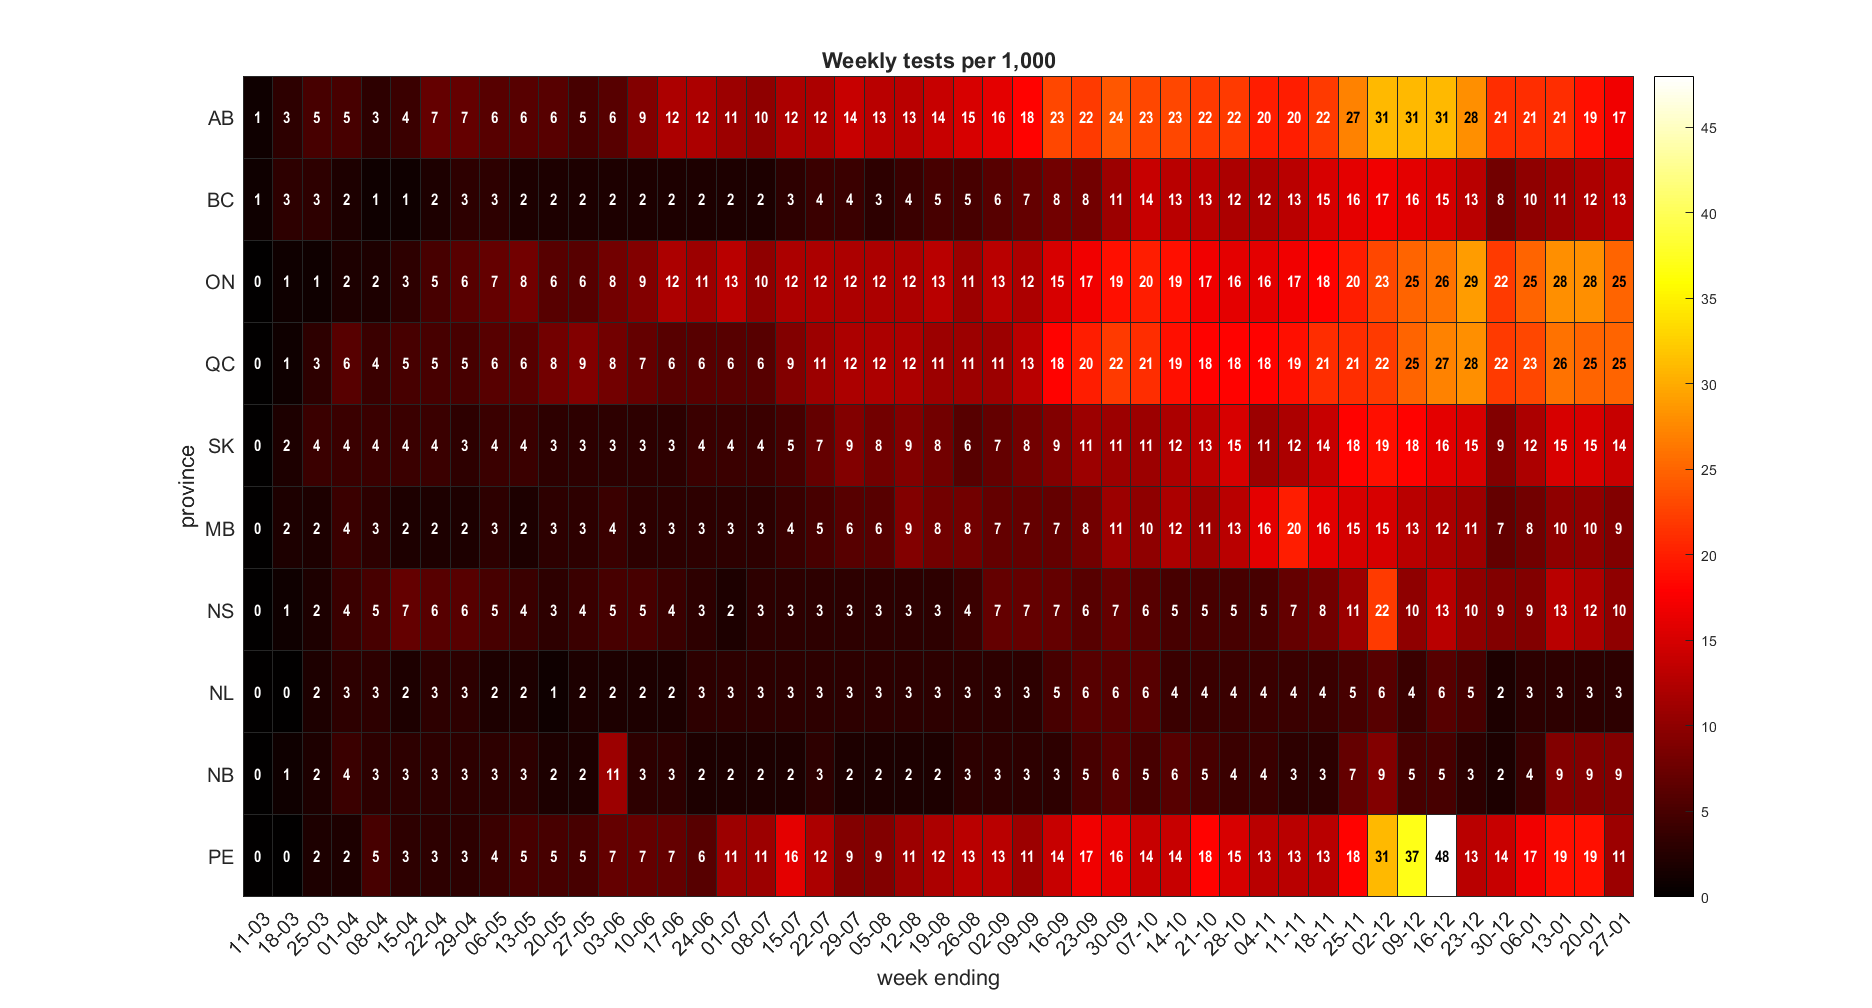 Weekly tests per 1,000
province
AB 1 3 5 5 3 4 7 7 6 6 6 5 6 9 12 12 11 10 12 12 14 13 13 14 15 16 18 23 22 24 23 23 22 22 20 20 22 27 31 31 31 28 21 21 21 19 17
BC 1 3 3 2 1 1 2 3 3 2 2 2 2 2 2 2 2 2 3 4 4 3 4 5 5 6 7 8 8 11 14 13 13 12 12 13 15 16 17 16 15 13 8 10 11 12 13
ON 0 1 1 2 2 3 5 6 7 8 6 6 8 9 12 11 13 10 12 12 12 12 12 13 11 13 12 15 17 19 20 19 17 16 16 17 18 20 23 25 26 29 22 25 28 28 25
QC 0 1 3 6 4 5 5 5 6 6 8 9 8 7 6 6 6 6 9 11 12 12 12 11 11 11 13 18 20 22 21 19 18 18 18 19 21 21 22 25 27 28 22 23 26 25 25
SK 0 2 4 4 4 4 4 3 4 4 3 3 3 3 3 4 4 4 5 7 9 8 9 8 6 7 8 9 11 11 11 12 13 15 11 12 14 18 19 18 16 15 9 12 15 15 14
MB 0 2 2 4 3 2 2 2 3 2 3 3 4 3 3 3 3 3 4 5 6 6 9 8 8 7 7 7 8 11 10 12 11 13 16 20 16 15 15 13 12 11 7 8 10 10 9
NS 0 1 2 4 5 7 6 6 5 4 3 4 5 5 4 3 2 3 3 3 3 3 3 3 4 7 7 7 6 7 6 5 5 5 5 7 8 11 22 10 13 10 9 9 13 12 10
NL 0 0 2 3 3 2 3 3 2 2 1 2 2 2 2 3 3 3 3 3 3 3 3 3 3 3 3 5 6 6 6 4 4 4 4 4 4 5 6 4 6 5 2 3 3 3 3
NB 0 1 2 4 3 3 3 3 3 3 2 2 11 3 3 2 2 2 2 3 2 2 2 2 3 3 3 3 5 6 5 6 5 4 4 3 3 7 9 5 5 3 2 4 9 9 9
PE 0 0 2 2 5 3 3 3 4 5 5 5 7 7 7 6 11 11 16 12 9 9 11 12 13 13 11 14 17 16 14 14 18 15 13 13 13 18 31 37 48 13 14 17 19 19 11
11-03 18-03 25-03 01-04 08-04 15-04 22-04 29-04 06-05 13-05 20-05 27-05 03-06 10-06 17-06 24-06 01-07 08-07 15-07 22-07 29-07 05-08 12-08 19-08 26-08 02-09 09-09 16-09 23-09 30-09 07-10 14-10 21-10 28-10 04-11 11-11 18-11 25-11 02-12 09-12 16-12 23-12 30-12 06-01 13-01 20-01 27-01
week ending
45
40
35
30
25
20
15
10
5
0